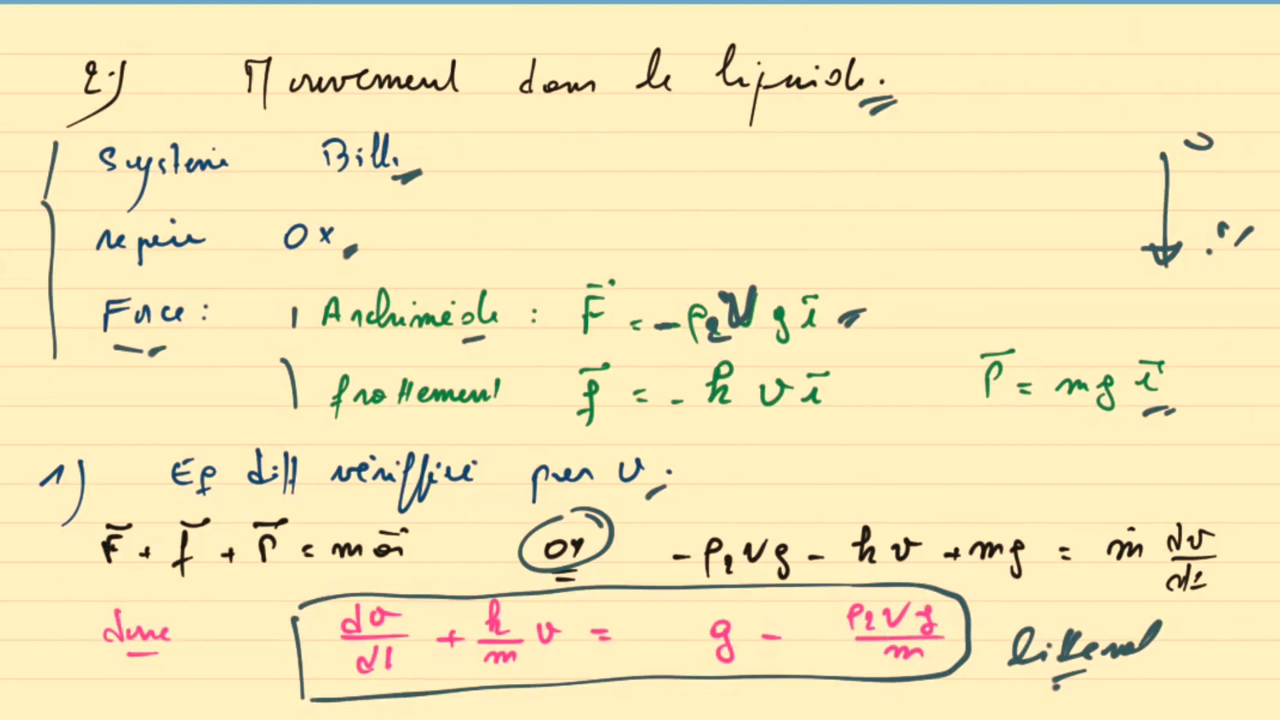 2·) Mouvement dans le liquide.
Système Bille
repère Ox
Force : Archimède : F⃗ = -ρ₂Vg i⃗
frottement f⃗ = - k v i⃗ P⃗ = mg i⃗
1) Eq diff vérifiée par v.
F⃗ + f⃗ + P⃗ = m a⃗ Ox -ρ₂Vg - kv + mg = m dv/dt
donc dv/dt + k/m v = g - ρ₂Vg/m litteral